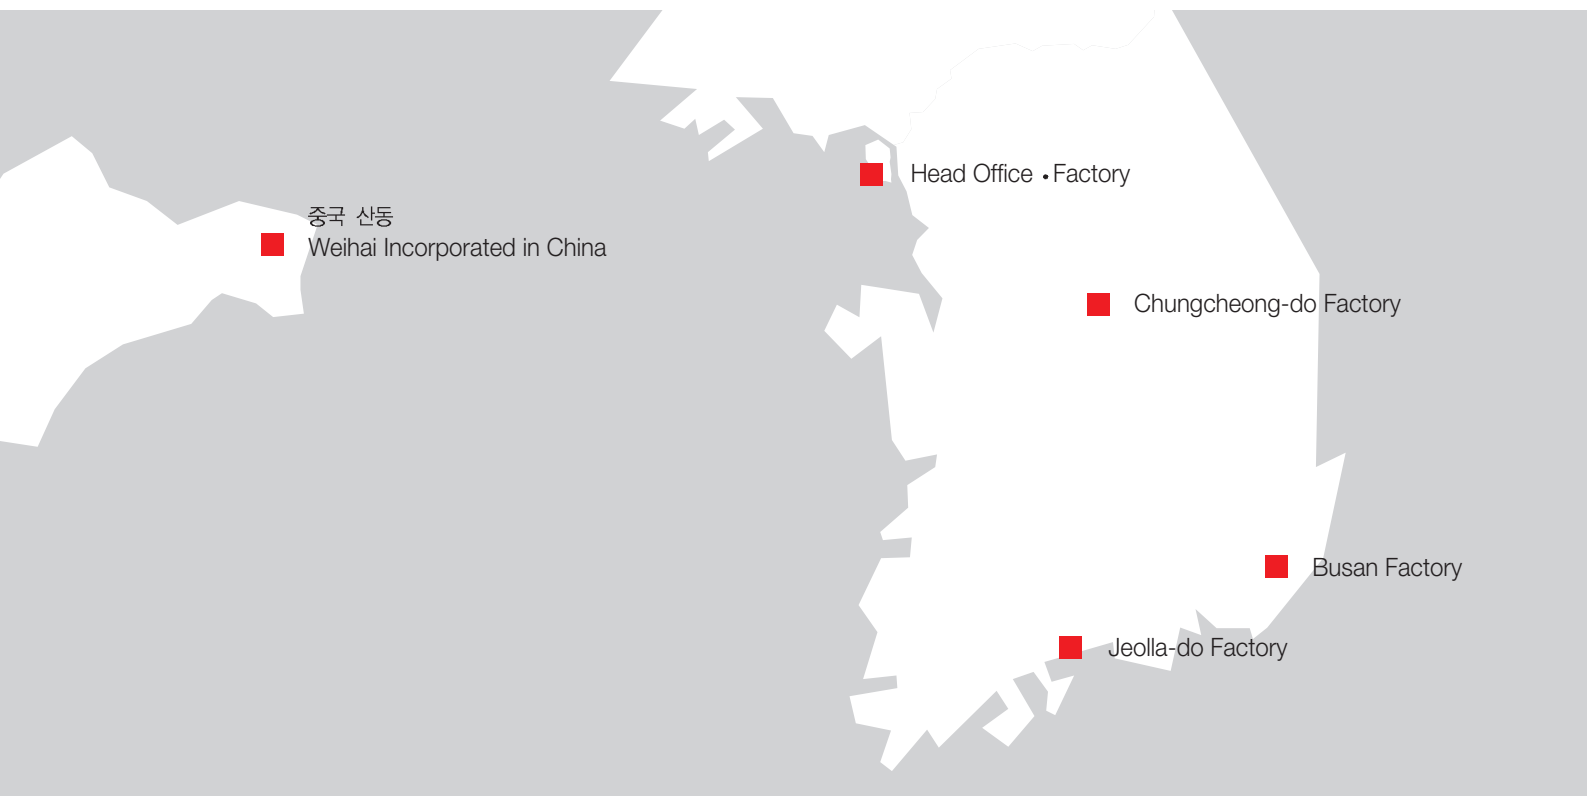 Head Office • Factory
중국 산동
Weihai Incorporated in China
Chungcheong-do Factory
Busan Factory
Jeolla-do Factory